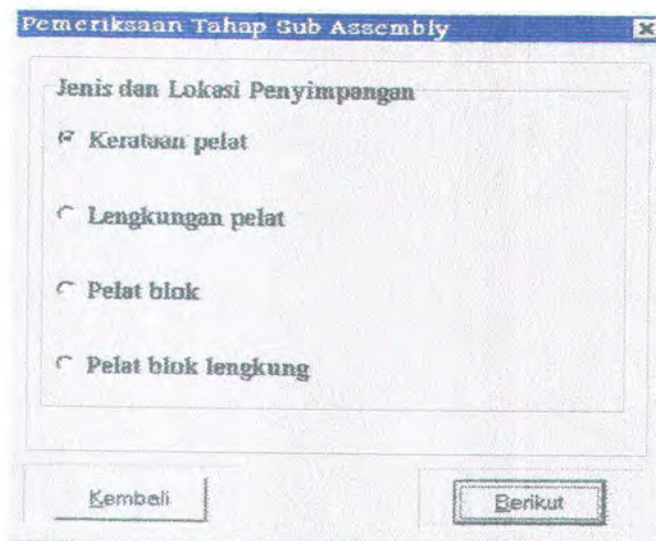 Pemeriksaan Tahap Sub Assembly
Jenis dan Lokasi Penyimpangan
Kerataan pelat
Lengkungan pelat
Pelat blok
Pelat blok lengkung
Kembali
Berikut